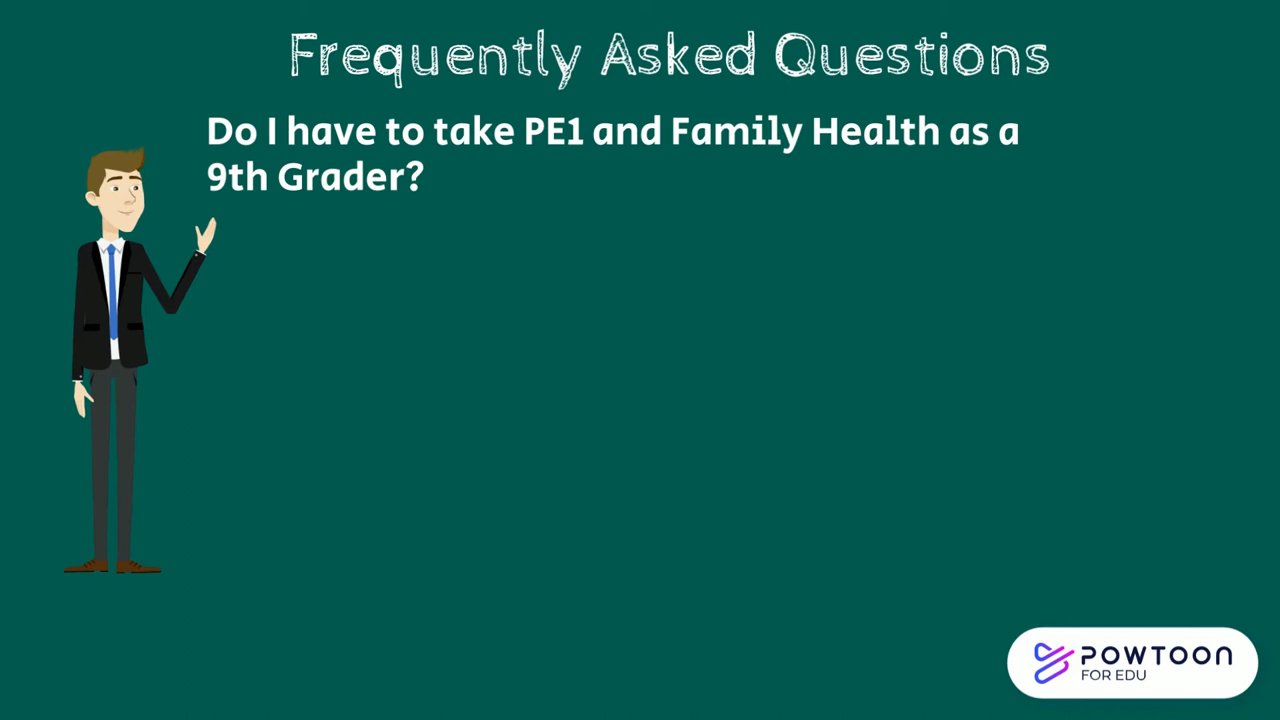 Frequently Asked Questions
Do I have to take PE1 and Family Health as a
9th Grader?
POWTOON
FOR EDU